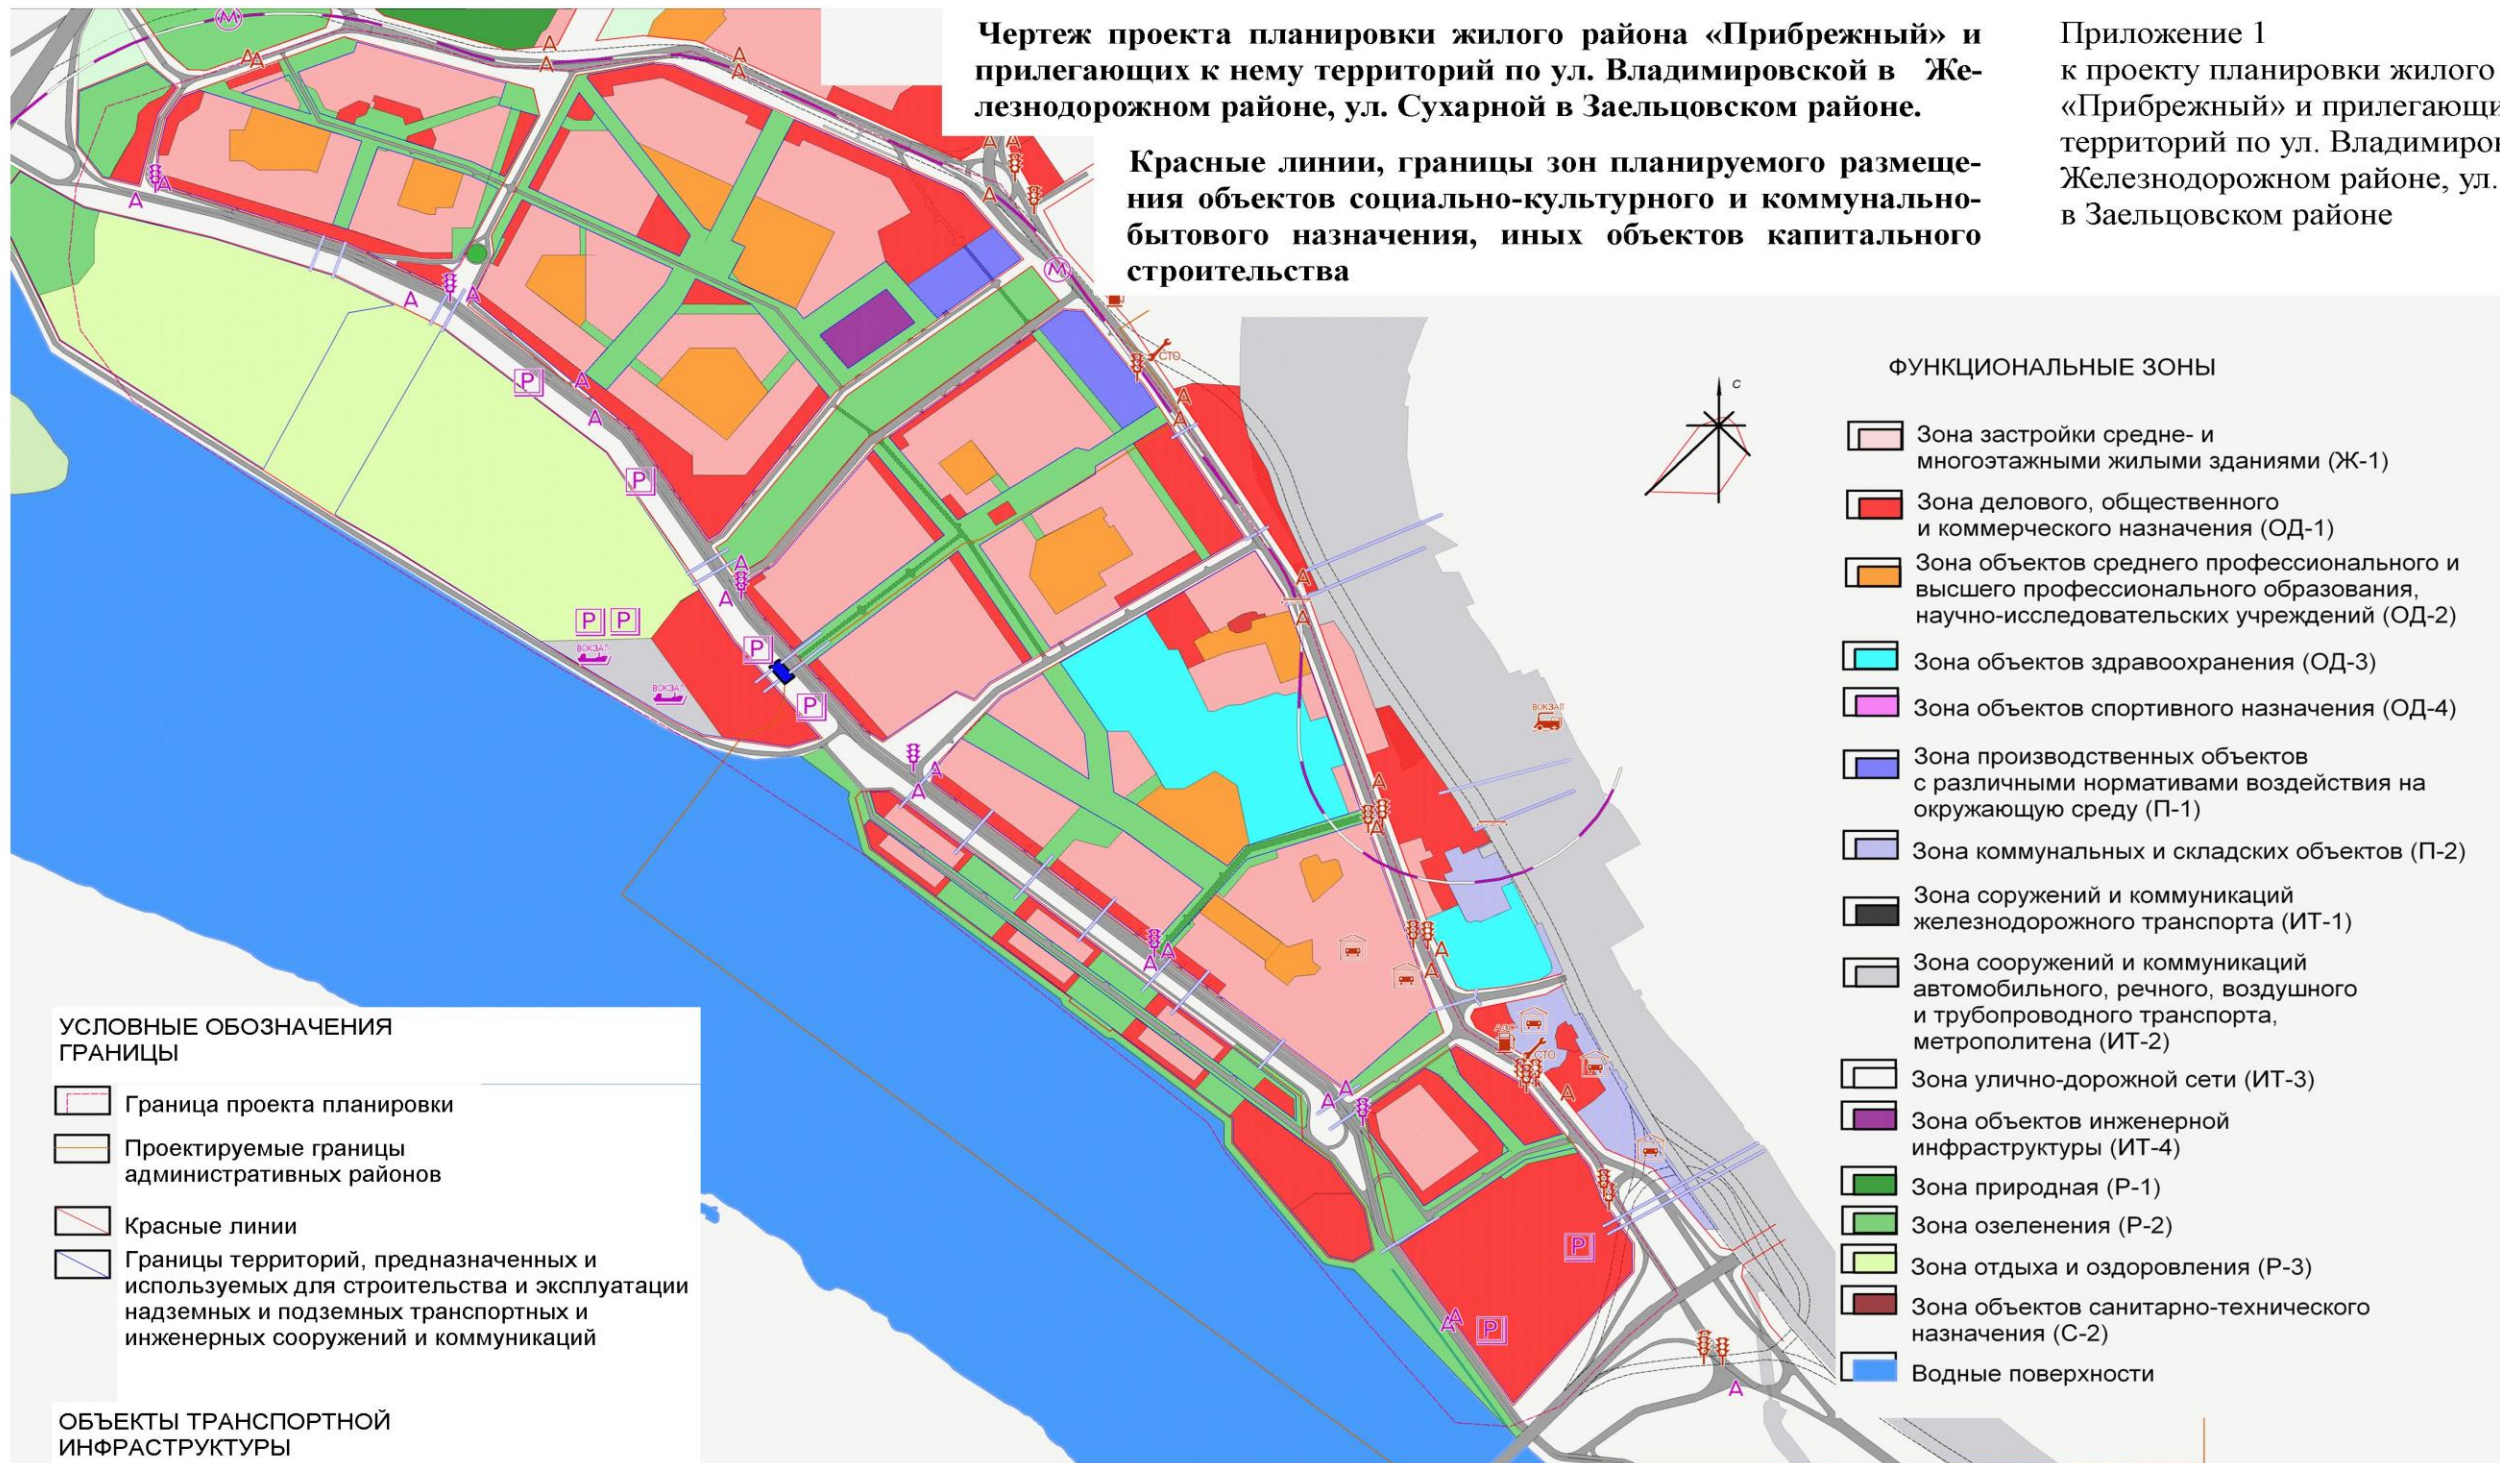 Чертеж проекта планировки жилого района «Прибрежный» и
прилегающих к нему территорий по ул. Владимировской в Же-
лезнодорожном районе, ул. Сухарной в Заельцовском районе.
Красные линии, границы зон планируемого размеще-
ния объектов социально-культурного и коммунально-
бытового назначения, иных объектов капитального
строительства
Приложение 1
к проекту планировки жилого
«Прибрежный» и прилегающи
территорий по ул. Владимиров
Железнодорожном районе, ул.
в Заельцовском районе
С
ФУНКЦИОНАЛЬНЫЕ ЗОНЫ
Зона застройки средне- и
многоэтажными жилыми зданиями (Ж-1)
Зона делового, общественного
и коммерческого назначения (ОД-1)
Зона объектов среднего профессионального и
высшего профессионального образования,
научно-исследовательских учреждений (ОД-2)
Зона объектов здравоохранения (ОД-3)
Зона объектов спортивного назначения (ОД-4)
Зона производственных объектов
с различными нормативами воздействия на
окружающую среду (П-1)
Зона коммунальных и складских объектов (П-2)
Зона соружений и коммуникаций
железнодорожного транспорта (ИТ-1)
Зона сооружений и коммуникаций
автомобильного, речного, воздушного
и трубопроводного транспорта,
метрополитена (ИТ-2)
Зона улично-дорожной сети (ИТ-3)
Зона объектов инженерной
инфраструктуры (ИТ-4)
Зона природная (Р-1)
Зона озеленения (Р-2)
Зона отдыха и оздоровления (Р-3)
Зона объектов санитарно-технического
назначения (С-2)
Водные поверхности
УСЛОВНЫЕ ОБОЗНАЧЕНИЯ
ГРАНИЦЫ
Граница проекта планировки
Проектируемые границы
административных районов
Красные линии
Границы территорий, предназначенных и
используемых для строительства и эксплуатации
надземных и подземных транспортных и
инженерных сооружений и коммуникаций
ОБЪЕКТЫ ТРАНСПОРТНОЙ
ИНФРАСТРУКТУРЫ
М
М
СТО
P
P
P
P
P
P
ВОКЗАЛ
ВОКЗАЛ
ВОКЗАЛ
АЗС
СТО
P
P